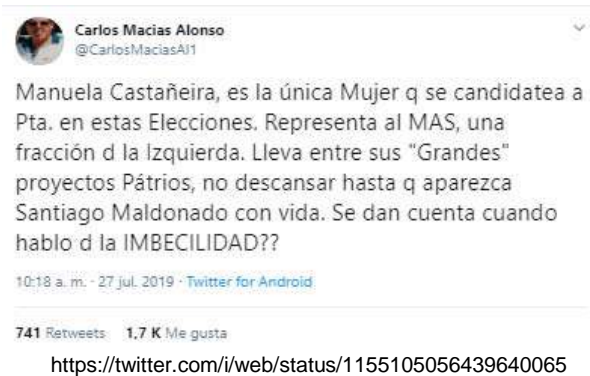 Carlos Macias Alonso
@CarlosMaciasAl1
Manuela Castañeira, es la única Mujer q se candidatea a
Pta. en estas Elecciones. Representa al MAS, una
fracción d la Izquierda. Lleva entre sus "Grandes"
proyectos Pátrios, no descansar hasta q aparezca
Santiago Maldonado con vida. Se dan cuenta cuando
hablo d la IMBECILIDAD??
10:18 a. m. · 27 jul. 2019 · Twitter for Android
741 Retweets 1,7 K Me gusta
https://twitter.com/i/web/status/1155105056439640065